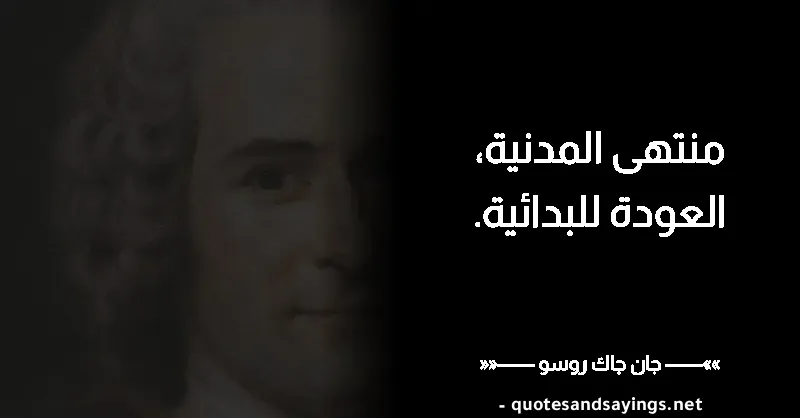 منتهى المدنية،
العودة للبدائية.
»»——— جان جاك روسو ———««
- quotesandsayings.net